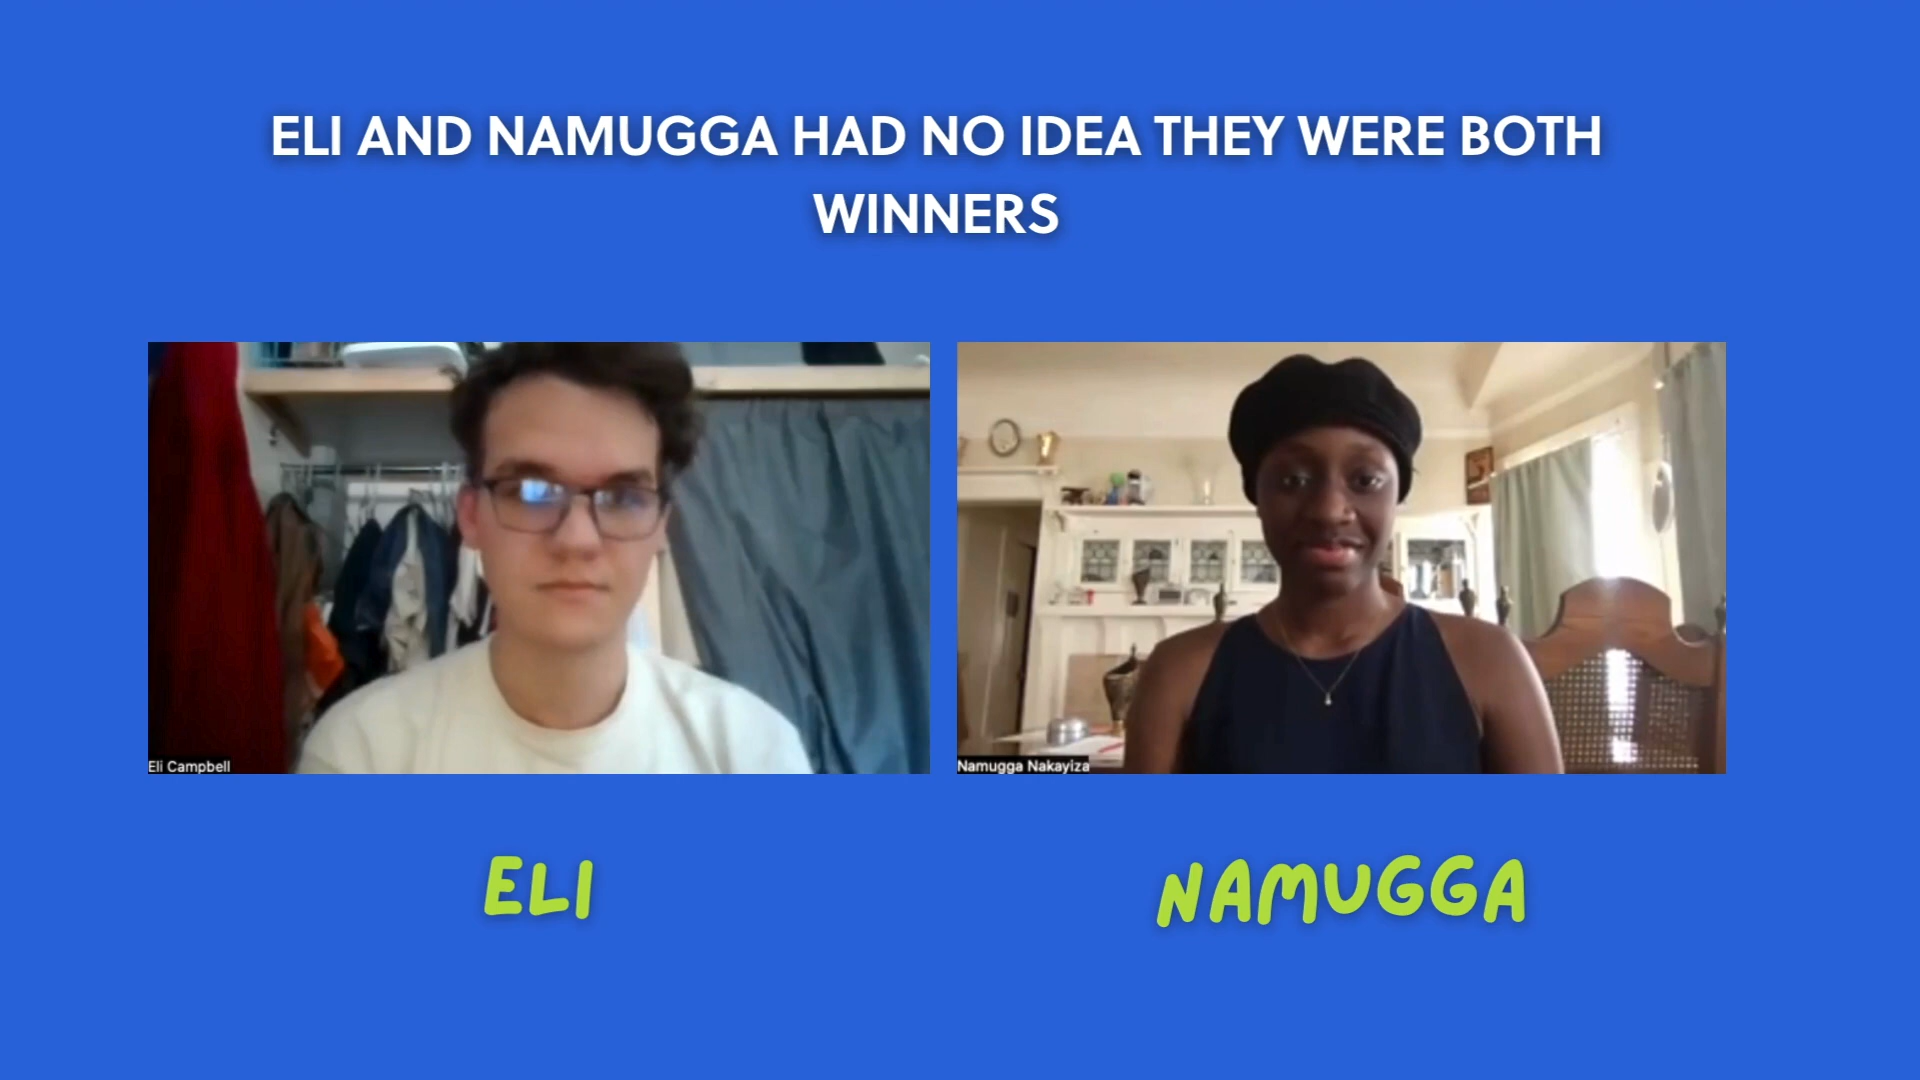 ELI AND NAMUGGA HAD NO IDEA THEY WERE BOTH
WINNERS
Eli Campbell
Namugga Nakayiza
ELI
NAMUGGA